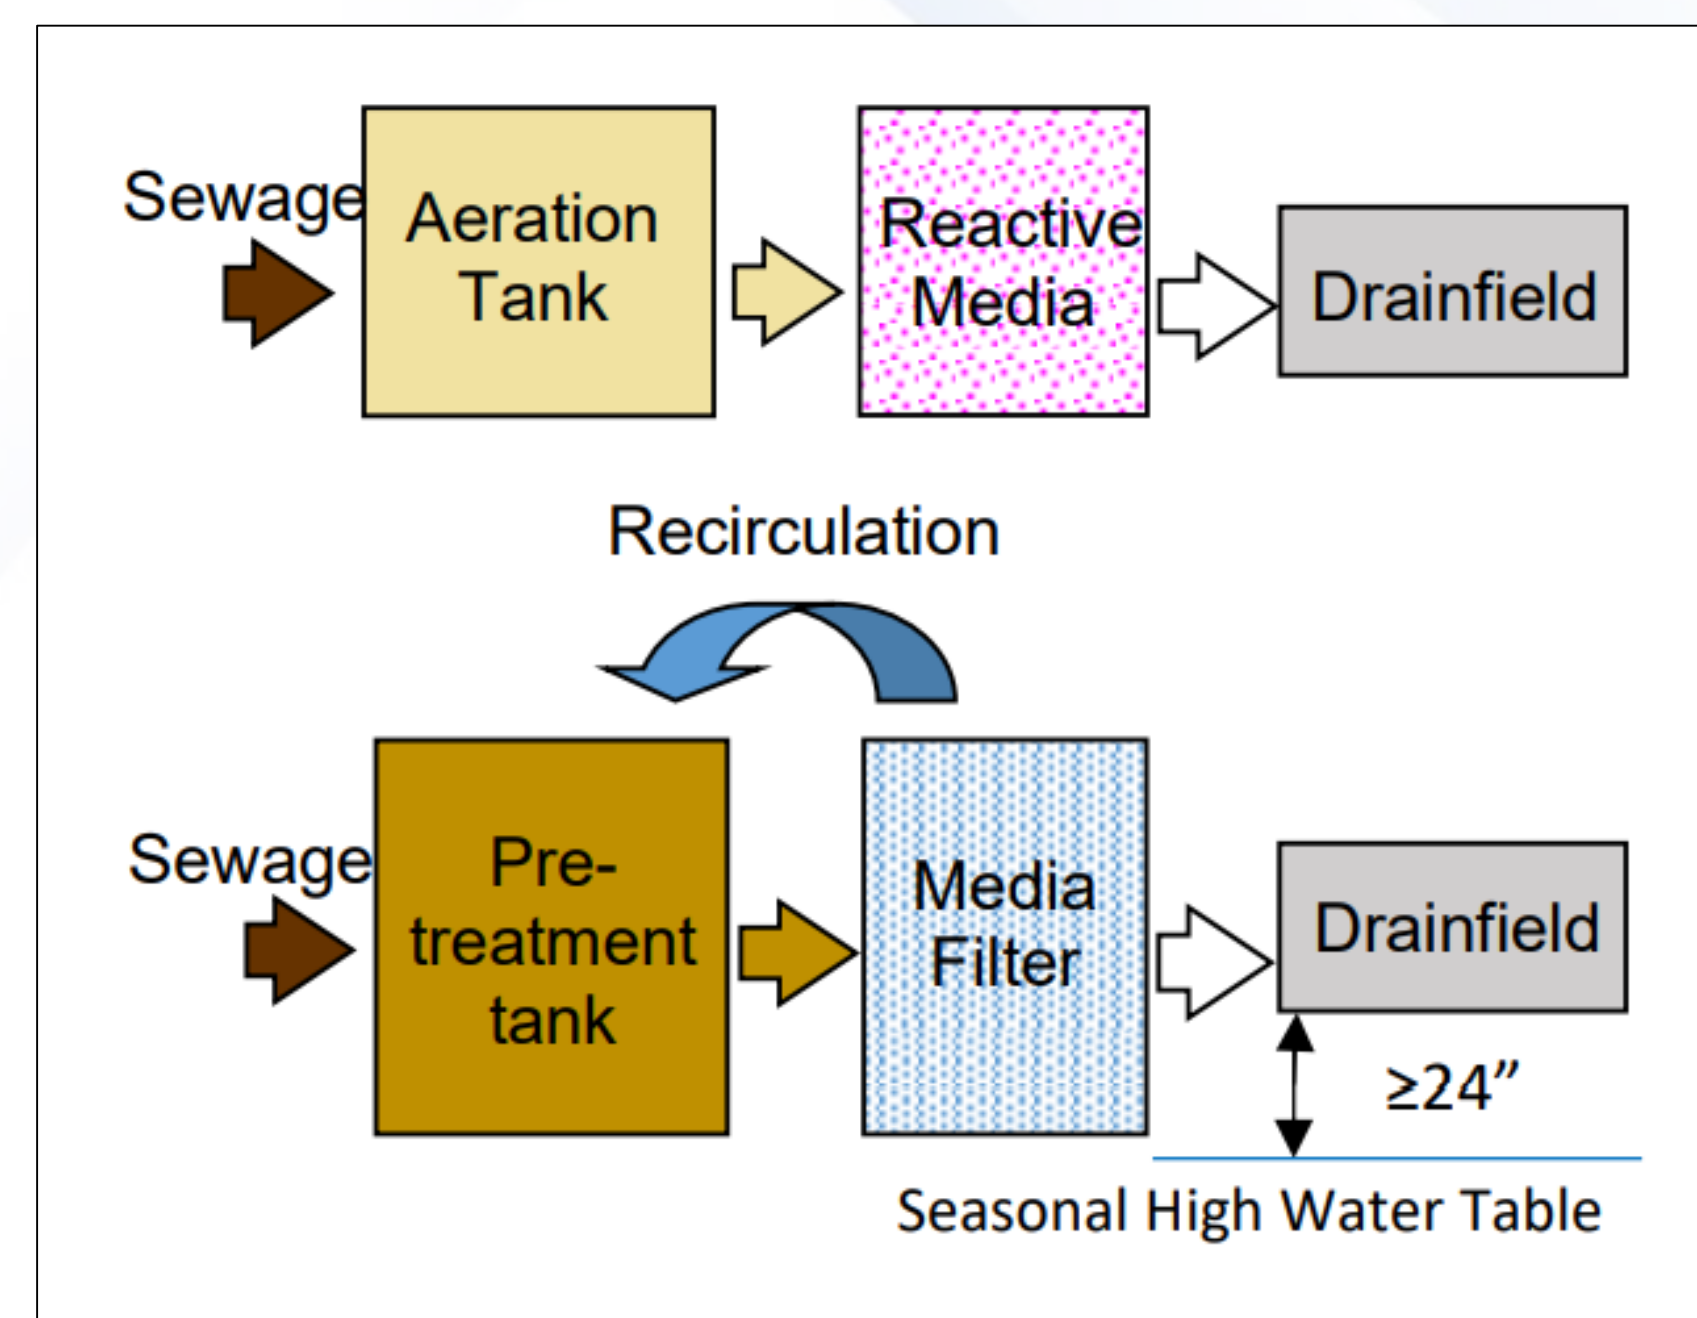 Sewage
Aeration
Tank
Reactive
Media
Drainfield
Recirculation
Sewage
Pre-
treatment
tank
Media
Filter
Drainfield
≥24”
Seasonal High Water Table